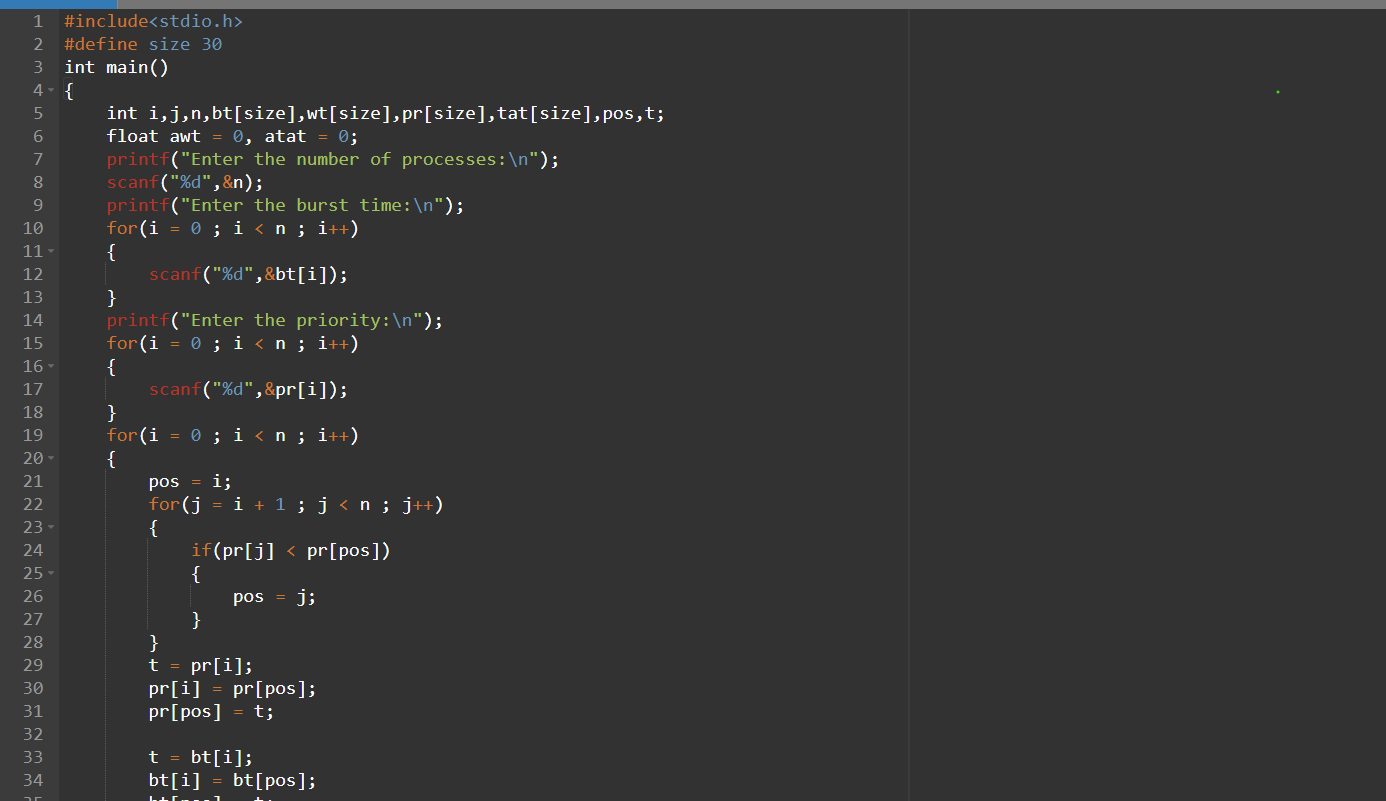 1 #include<stdio.h>
2 #define size 30
3 int main()
4 {
5     int i,j,n,bt[size],wt[size],pr[size],tat[size],pos,t;
6     float awt = 0, atat = 0;
7     printf("Enter the number of processes:\n");
8     scanf("%d",&n);
9     printf("Enter the burst time:\n");
10     for(i = 0 ; i < n ; i++)
11     {
12         scanf("%d",&bt[i]);
13     }
14     printf("Enter the priority:\n");
15     for(i = 0 ; i < n ; i++)
16     {
17         scanf("%d",&pr[i]);
18     }
19     for(i = 0 ; i < n ; i++)
20     {
21         pos = i;
22         for(j = i + 1 ; j < n ; j++)
23         {
24             if(pr[j] < pr[pos])
25             {
26                 pos = j;
27             }
28         }
29         t = pr[i];
30         pr[i] = pr[pos];
31         pr[pos] = t;
32
33         t = bt[i];
34         bt[i] = bt[pos];